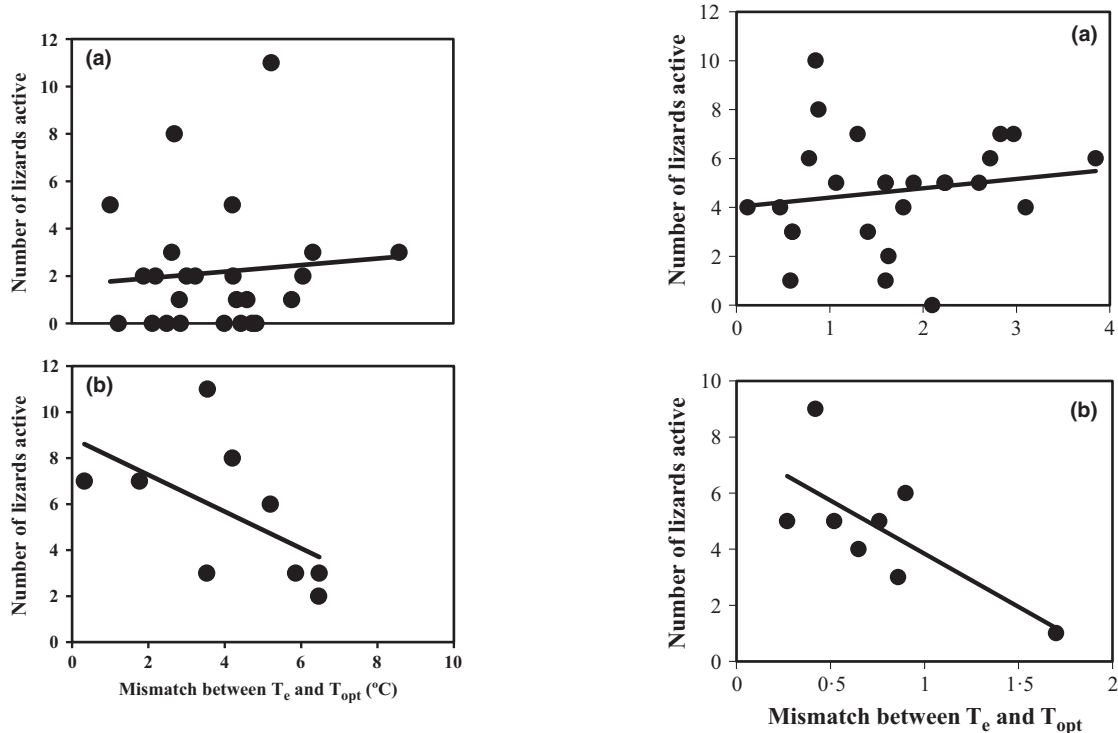 (a)
Number of lizards active
12
10
8
6
4
2
0
(b)
Number of lizards active
12
10
8
6
4
2
0
0 2 4 6 8 10
Mismatch between Te and Topt (ºC)
(a)
Number of lizards active
12
10
8
6
4
2
0
0 1 2 3 4
(b)
Number of lizards active
10
8
6
4
2
0
0 0·5 1 1·5 2
Mismatch between Te and Topt